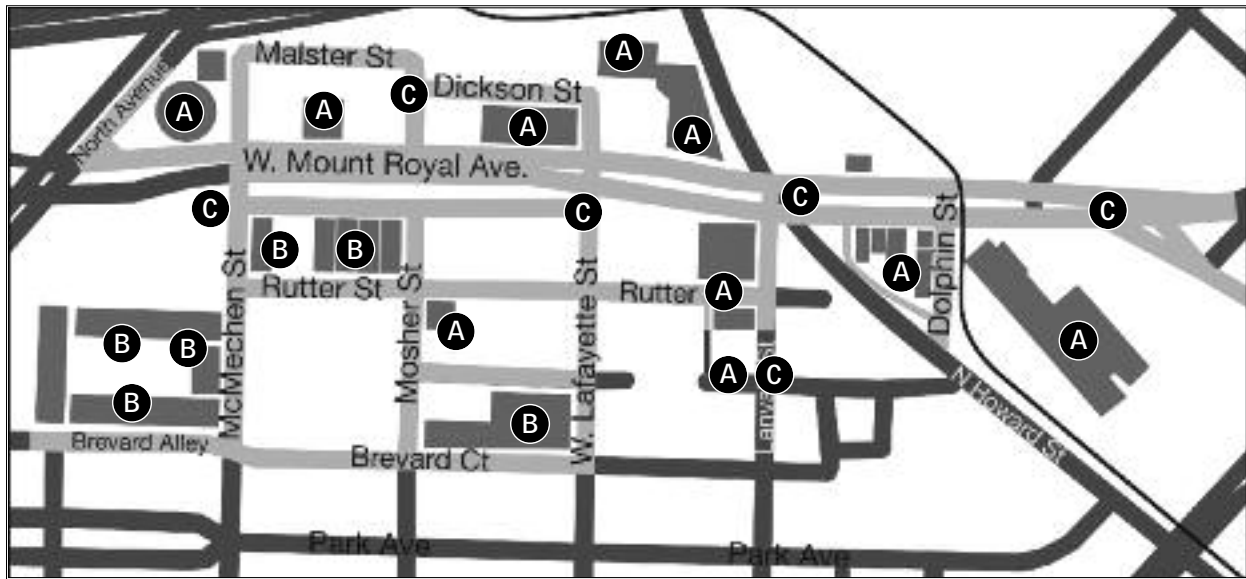 Malster St
A
North Avenue
A
A
C
Dickson St
A
A
W. Mount Royal Ave.
C
C
C
C
B
B
Dolphin St
A
Rutter St
Rutter
A
McMechen St
Mosher St
W. Lafayette St
A
A
B
B
A
C
B
N Howard St
B
Brevard Alley
Brevard Ct
Park Ave
Park Ave